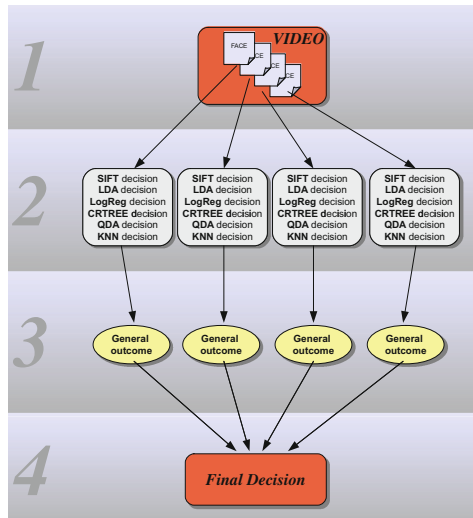 1
VIDEO
FACE
CE
CE
2
SIFT decision
LDA decision
LogReg decision
CRTREE decision
QDA decision
KNN decision
SIFT decision
LDA decision
LogReg decision
CRTREE decision
QDA decision
KNN decision
SIFT decision
LDA decision
LogReg decision
CRTREE decision
QDA decision
KNN decision
SIFT decision
LDA decision
LogReg decision
CRTREE decision
QDA decision
KNN decision
3
General
outcome
General
outcome
General
outcome
General
outcome
4
Final Decision